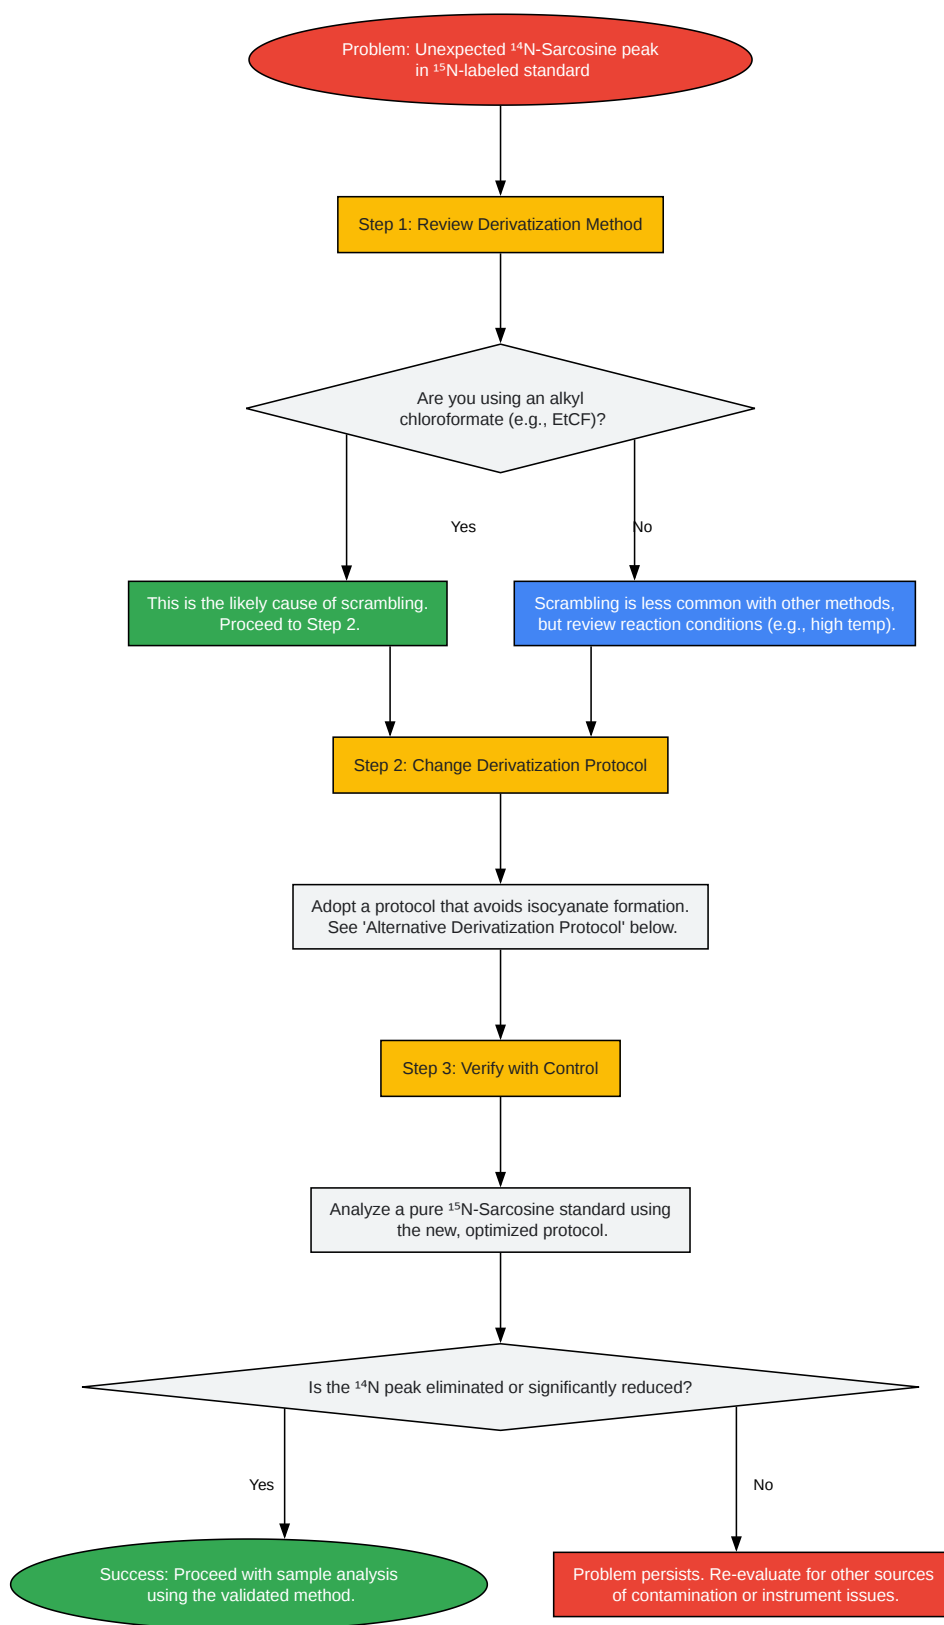 Problem: Unexpected ¹⁴N-Sarcosine peak
in ¹⁵N-labeled standard
Step 1: Review Derivatization Method
Are you using an alkyl
chloroformate (e.g., EtCF)?
Yes
No
This is the likely cause of scrambling.
Proceed to Step 2.
Scrambling is less common with other methods,
but review reaction conditions (e.g., high temp).
Step 2: Change Derivatization Protocol
Adopt a protocol that avoids isocyanate formation.
See 'Alternative Derivatization Protocol' below.
Step 3: Verify with Control
Analyze a pure ¹⁵N-Sarcosine standard using
the new, optimized protocol.
Is the ¹⁴N peak eliminated or significantly reduced?
Yes
No
Success: Proceed with sample analysis
using the validated method.
Problem persists. Re-evaluate for other sources
of contamination or instrument issues.